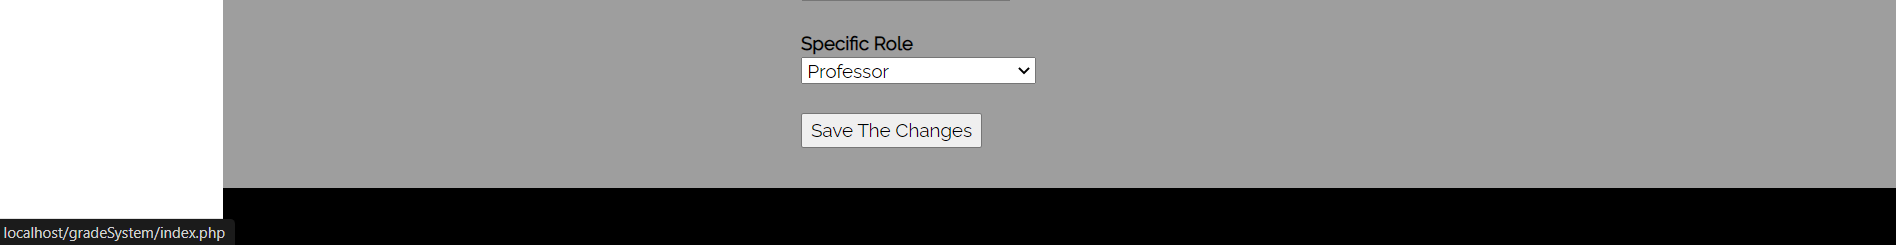 Specific Role
Professor
Save The Changes
localhost/gradeSystem/index.php